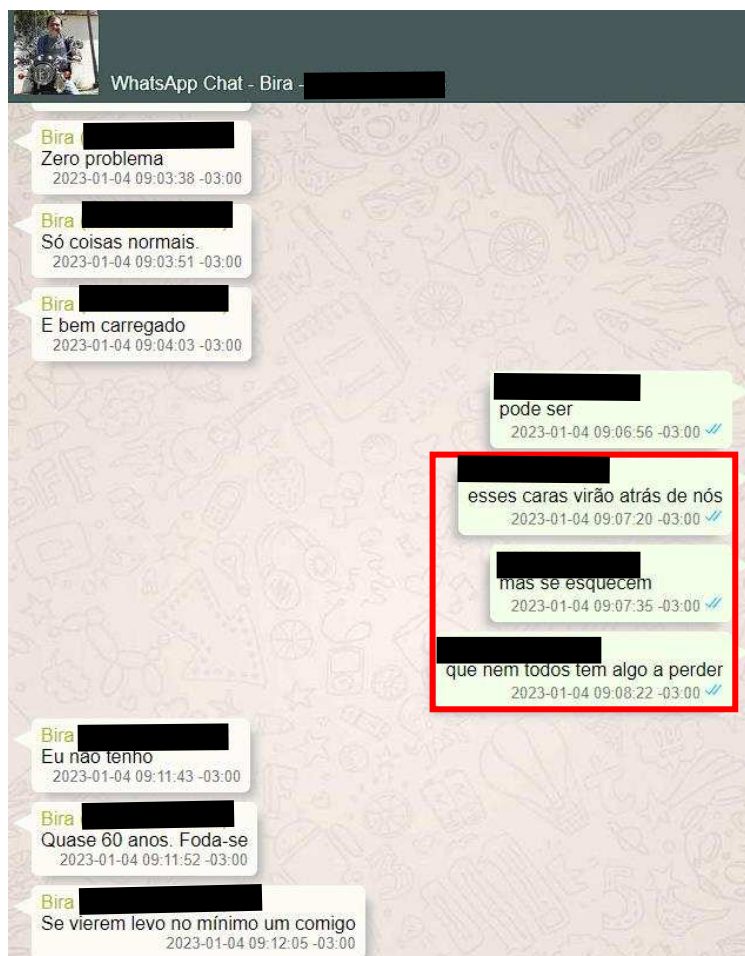 WhatsApp Chat - Bira -
Bira (
Zero problema
2023-01-04 09:03:38 -03:00
Bira (
Só coisas normais.
2023-01-04 09:03:51 -03:00
Bira
E bem carregado
2023-01-04 09:04:03 -03:00
pode ser
2023-01-04 09:06:56 -03:00
esses caras virão atrás de nós
2023-01-04 09:07:20 -03:00
mas se esquecem
2023-01-04 09:07:35 -03:00
que nem todos tem algo a perder
2023-01-04 09:08:22 -03:00
Bira
Eu não tenho
2023-01-04 09:11:43 -03:00
Bira
Quase 60 anos. Foda-se
2023-01-04 09:11:52 -03:00
Bira
Se vierem levo no mínimo um comigo
2023-01-04 09:12:05 -03:00